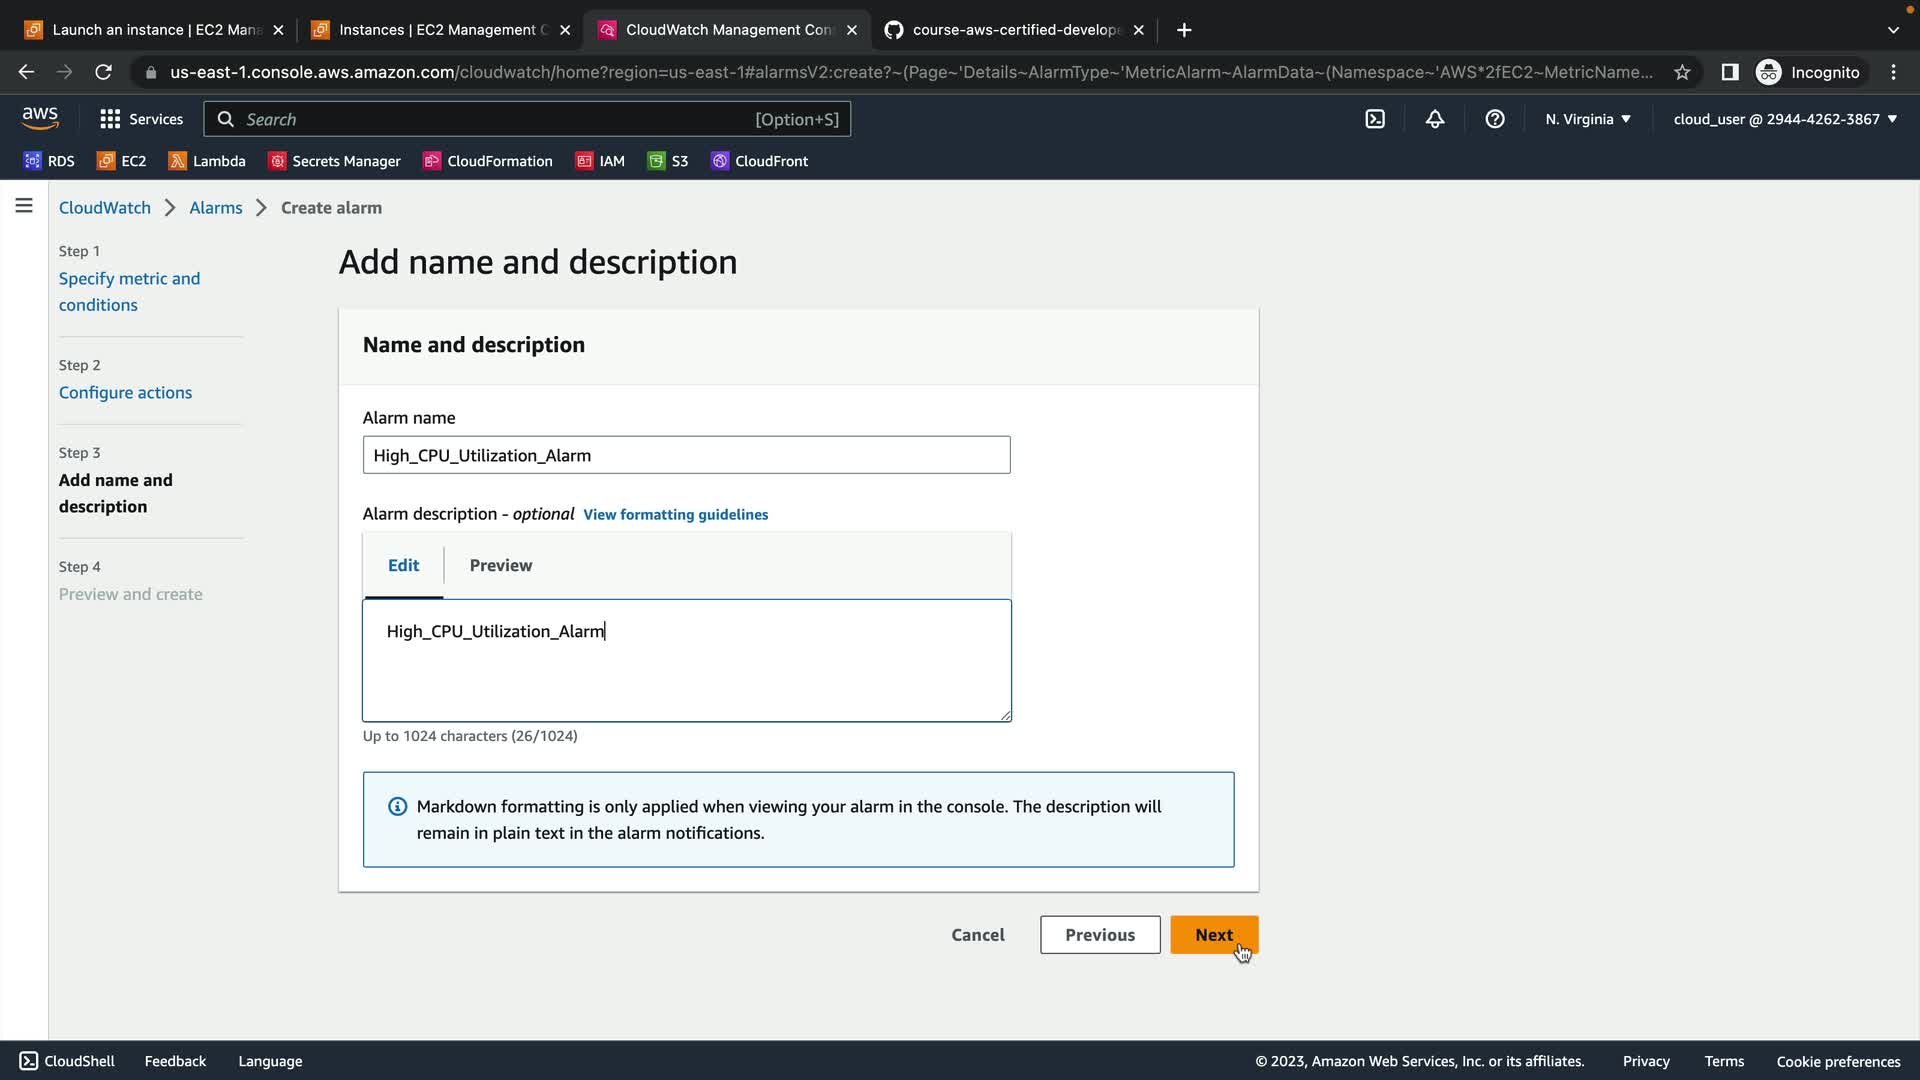 Launch an instance | EC2 Mana
Instances | EC2 Management C
CloudWatch Management Con
course-aws-certified-develope
us-east-1.console.aws.amazon.com/cloudwatch/home?region=us-east-1#alarmsV2:create?~(Page~'Details~AlarmType~'MetricAlarm~AlarmData~(Namespace~'AWS*2fEC2~MetricName...
Incognito
aws
Services
Search
[Option+S]
N. Virginia
cloud_user @ 2944-4262-3867
RDS
EC2
Lambda
Secrets Manager
CloudFormation
IAM
S3
CloudFront
CloudWatch
Alarms
Create alarm
Step 1
Specify metric and
conditions
Step 2
Configure actions
Step 3
Add name and
description
Step 4
Preview and create
Add name and description
Name and description
Alarm name
High_CPU_Utilization_Alarm
Alarm description - optional View formatting guidelines
Edit
Preview
High_CPU_Utilization_Alarm
Up to 1024 characters (26/1024)
Markdown formatting is only applied when viewing your alarm in the console. The description will
remain in plain text in the alarm notifications.
Cancel
Previous
Next
CloudShell
Feedback
Language
© 2023, Amazon Web Services, Inc. or its affiliates.
Privacy
Terms
Cookie preferences